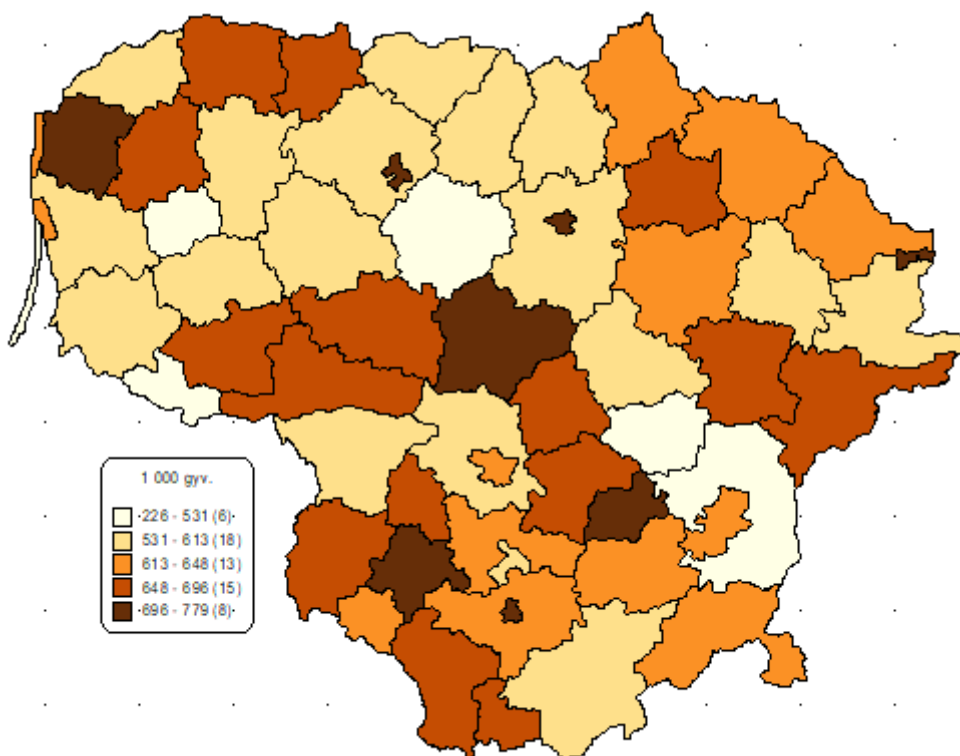 1 000 gyv.
226 - 531 (6)
531 - 613 (18)
613 - 648 (13)
648 - 696 (15)
696 - 779 (8)